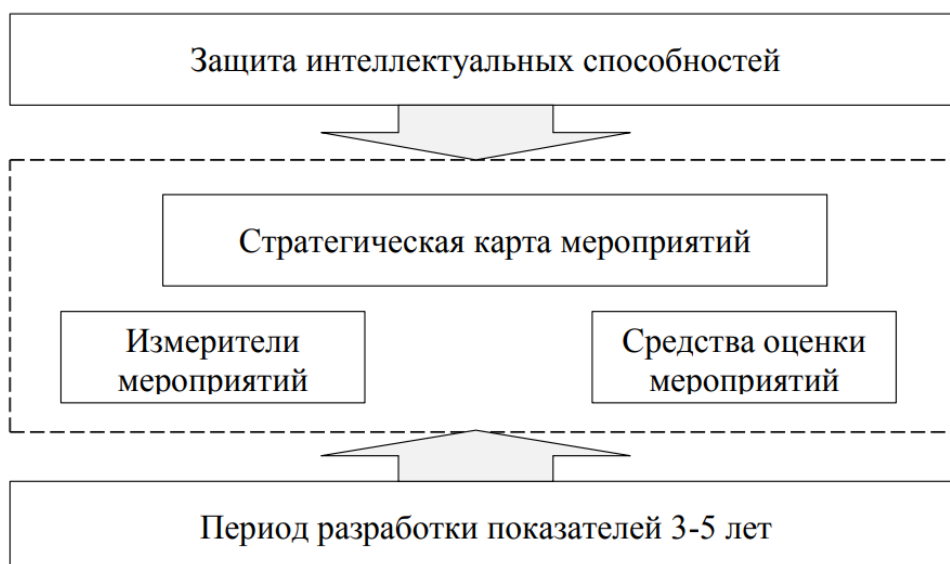 Защита интеллектуальных способностей
Стратегическая карта мероприятий
Измерители
мероприятий
Средства оценки
мероприятий
Период разработки показателей 3-5 лет